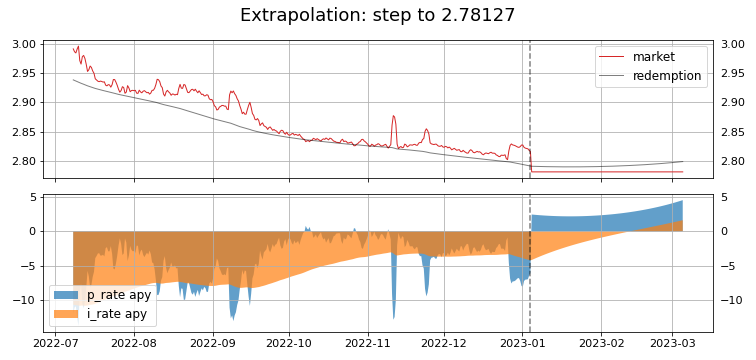 Extrapolation: step to 2.78127
3.00 3.00
2.95 2.95
2.90 2.90
2.85 2.85
2.80 2.80
market
redemption
5 5
0 0
−5 −5
−10 −10
p_rate apy
i_rate apy
2022-07 2022-08 2022-09 2022-10 2022-11 2022-12 2023-01 2023-02 2023-03